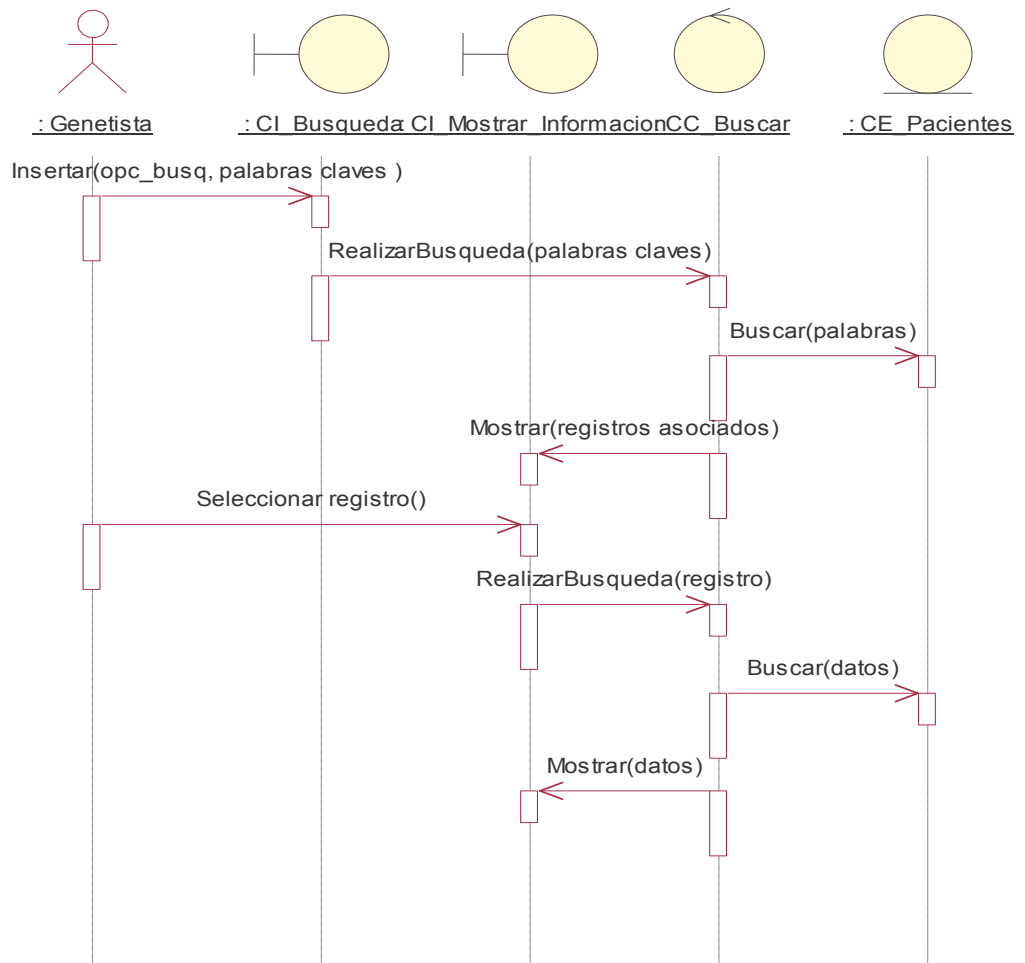 : Genetista : CI_Busqueda : CI_Mostrar_Informacion CC_Buscar : CE_Pacientes
Insertar(opc_busq, palabras claves )
RealizarBusqueda(palabras claves)
Buscar(palabras)
Mostrar(registros asociados)
Seleccionar registro()
RealizarBusqueda(registro)
Buscar(datos)
Mostrar(datos)